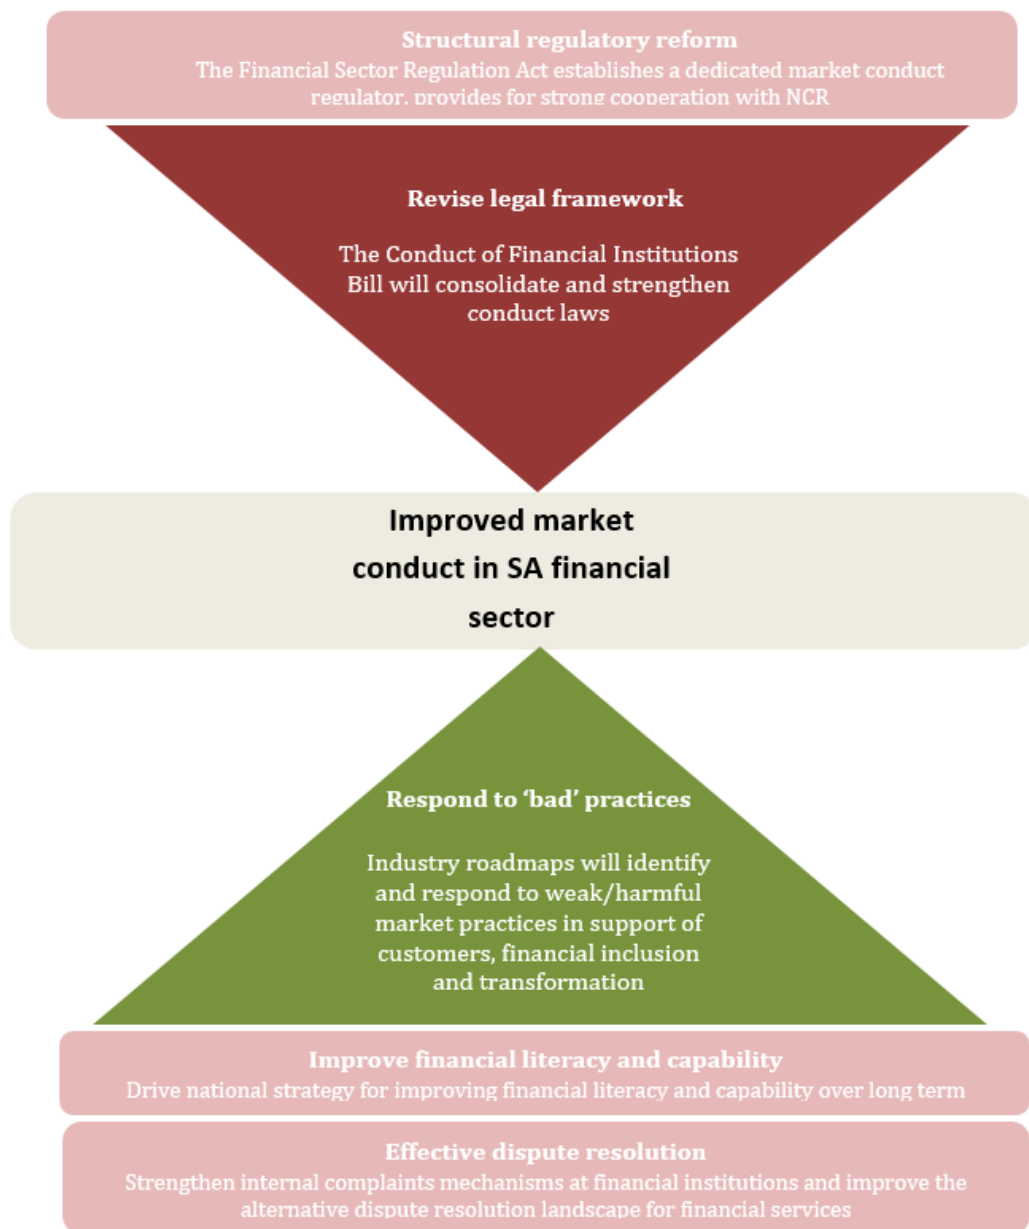 Structural regulatory reform
The Financial Sector Regulation Act establishes a dedicated market conduct
regulator, provides for strong cooperation with NCR
Revise legal framework
The Conduct of Financial Institutions
Bill will consolidate and strengthen
conduct laws
Improved market
conduct in SA financial
sector
Respond to ‘bad’ practices
Industry roadmaps will identify
and respond to weak/harmful
market practices in support of
customers, financial inclusion
and transformation
Improve financial literacy and capability
Drive national strategy for improving financial literacy and capability over long term
Effective dispute resolution
Strengthen internal complaints mechanisms at financial institutions and improve the
alternative dispute resolution landscape for financial services